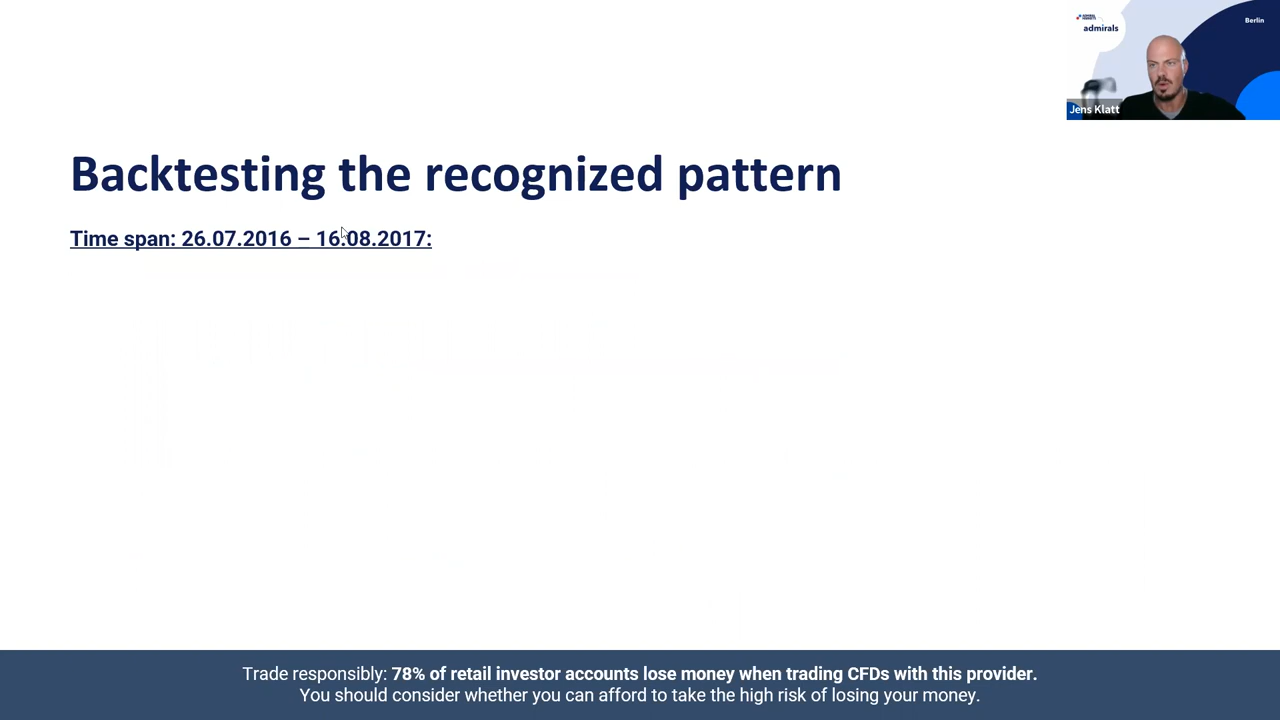 admirals
Berlin
Jens Klatt
Backtesting the recognized pattern
Time span: 26.07.2016 – 16.08.2017:
Trade responsibly: 78% of retail investor accounts lose money when trading CFDs with this provider.
You should consider whether you can afford to take the high risk of losing your money.